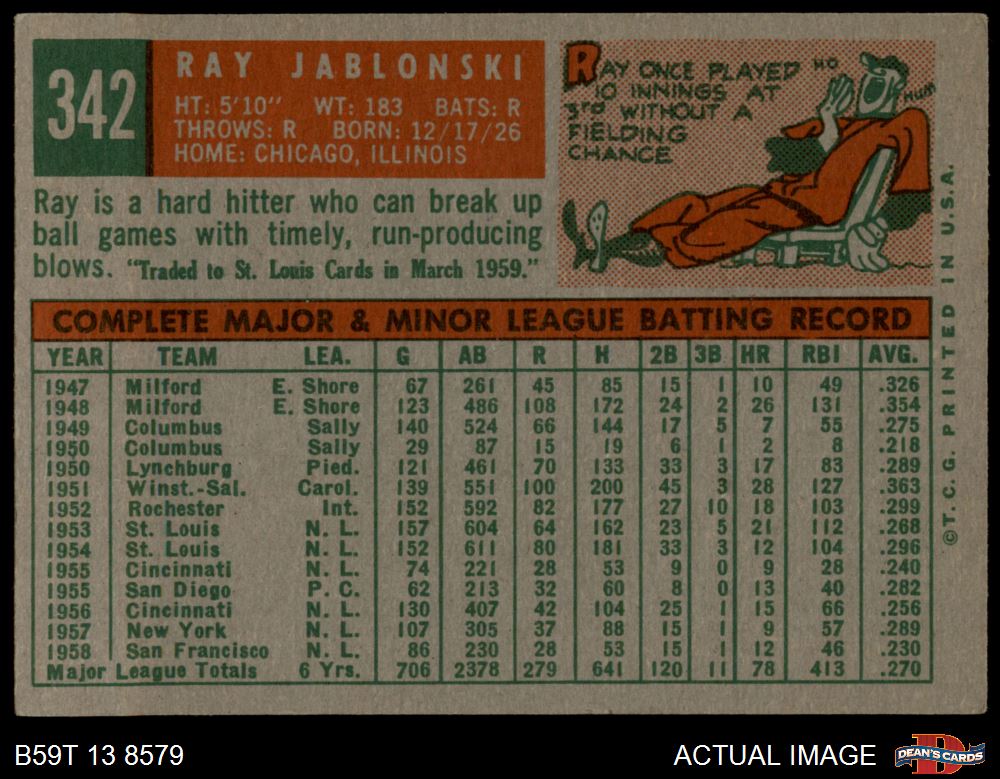 342
RAY JABLONSKI
HT: 5'10" WT: 183 BATS: R
THROWS: R BORN: 12/17/26
HOME: CHICAGO, ILLINOIS
Ray is a hard hitter who can break up
ball games with timely, run-producing
blows. "Traded to St. Louis Cards in March 1959."
RAY ONCE PLAYED
10 INNINGS AT
3rd WITHOUT A
FIELDING
CHANCE
HO
HUM
COMPLETE MAJOR & MINOR LEAGUE BATTING RECORD
YEAR TEAM LEA. G AB R H 2B 3B HR RBI AVG.
1947 Milford E. Shore 67 261 45 85 15 1 10 49 .326
1948 Milford E. Shore 123 486 108 172 24 2 26 131 .354
1949 Columbus Sally 140 524 66 144 17 5 7 55 .275
1950 Columbus Sally 29 87 15 19 6 1 2 8 .218
1950 Lynchburg Pied. 121 461 70 133 33 3 17 83 .289
1951 Winst.-Sal. Carol. 139 551 100 200 45 3 28 127 .363
1952 Rochester Int. 152 592 82 177 27 10 18 103 .299
1953 St. Louis N. L. 157 604 64 162 23 5 21 112 .268
1954 St. Louis N. L. 152 611 80 181 33 3 12 104 .296
1955 Cincinnati N. L. 74 221 28 53 9 0 9 28 .240
1955 San Diego P. C. 62 213 32 60 8 0 13 40 .282
1956 Cincinnati N. L. 130 407 42 104 25 1 15 66 .256
1957 New York N. L. 107 305 37 88 15 1 9 57 .289
1958 San Francisco N. L. 86 230 28 53 15 1 12 46 .230
Major League Totals 6 Yrs. 706 2378 279 641 120 11 78 413 .270
©T.C.G. PRINTED IN U.S.A.
B59T 13 8579
ACTUAL IMAGE
DEAN'S CARDS